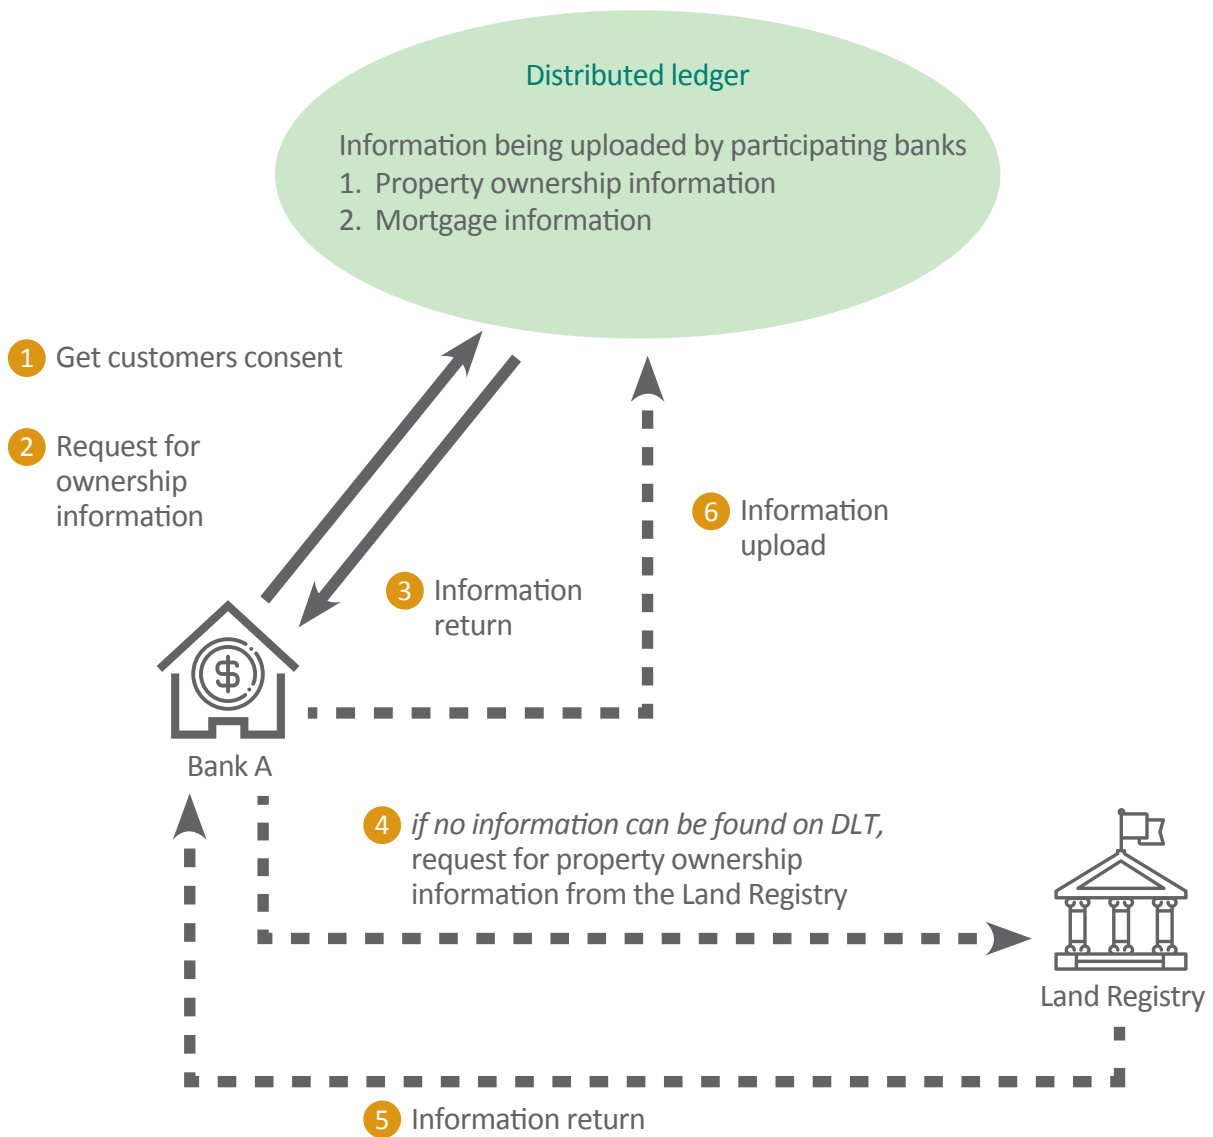 Distributed ledger
Information being uploaded by participating banks
1. Property ownership information
2. Mortgage information
1 Get customers consent
2 Request for
ownership
information
6 Information
upload
3 Information
return
$
Bank A
4 if no information can be found on DLT,
request for property ownership
information from the Land Registry
Land Registry
5 Information return